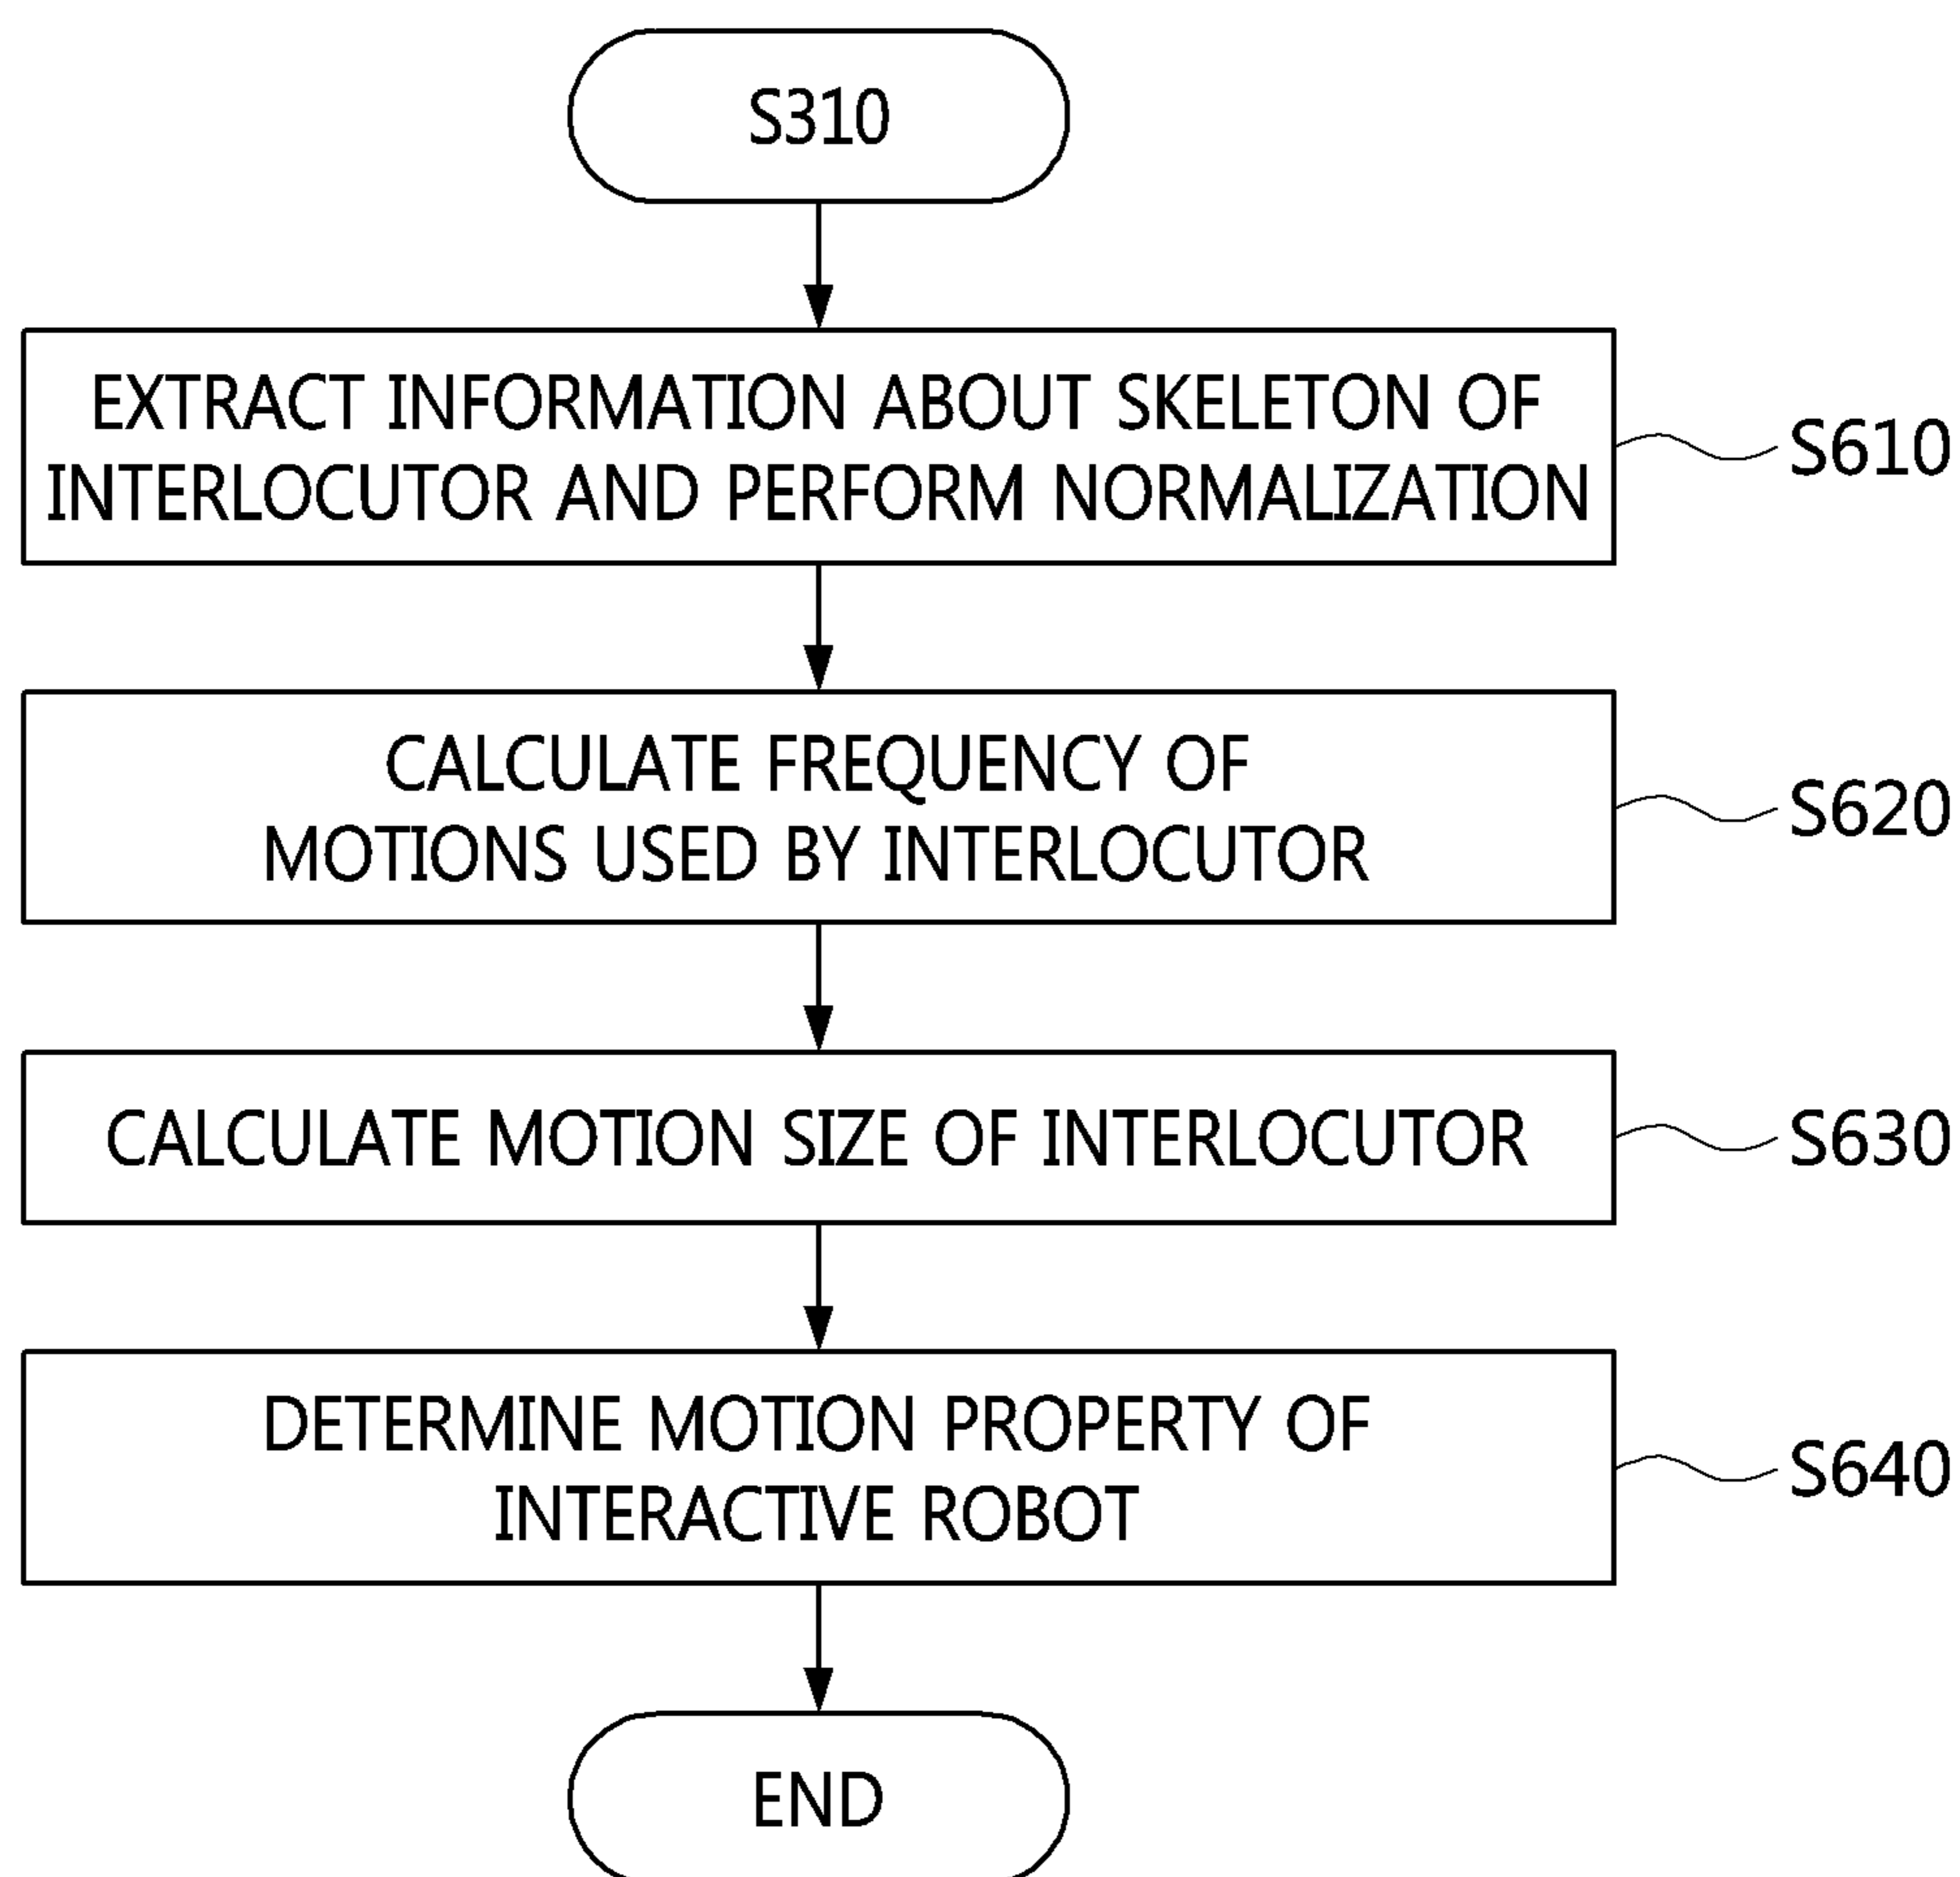 S310
EXTRACT INFORMATION ABOUT SKELETON OF
INTERLOCUTOR AND PERFORM NORMALIZATION
S610
CALCULATE FREQUENCY OF
MOTIONS USED BY INTERLOCUTOR
S620
CALCULATE MOTION SIZE OF INTERLOCUTOR
S630
DETERMINE MOTION PROPERTY OF
INTERACTIVE ROBOT
S640
END